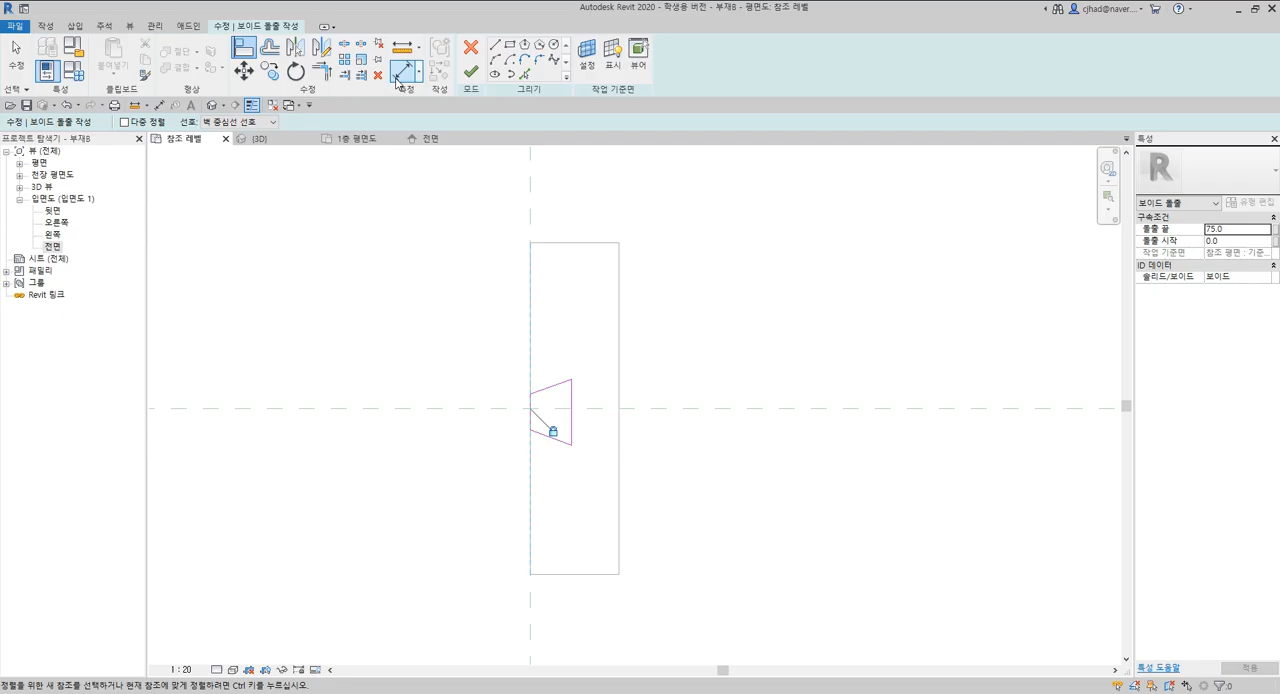 Autodesk Revit 2020 - 학생용 버전 - 부재B - 평면도: 참조 레벨
cjhad@naver....
파일 작성 삽입 주석 뷰 관리 애드인 수정 | 보이드 돌출 작성
수정
붙여넣기
절단
결합
설정 표시 뷰어
선택 특성 클립보드 형상 수정 측정 작성 모드 그리기 작업 기준면
수정 | 보이드 돌출 작성 다중 정렬 선호: 벽 중심선 선호
프로젝트 탐색기 - 부재B
참조 레벨 {3D} 1층 평면도 전면
특성
뷰 (전체)
평면
천장 평면도
3D 뷰
입면도 (입면도 1)
뒷면
오른쪽
왼쪽
전면
시트 (전체)
패밀리
그룹
Revit 링크
보이드 돌출 유형 편집
구속조건
돌출 끝 75.0
돌출 시작 0.0
작업 기준면 참조 평면 : 기준...
ID 데이터
솔리드/보이드 보이드
1 : 20
특성 도움말 적용
정렬을 위한 새 참조를 선택하거나 현재 참조에 맞게 정렬하려면 Ctrl 키를 누르십시오.
:0